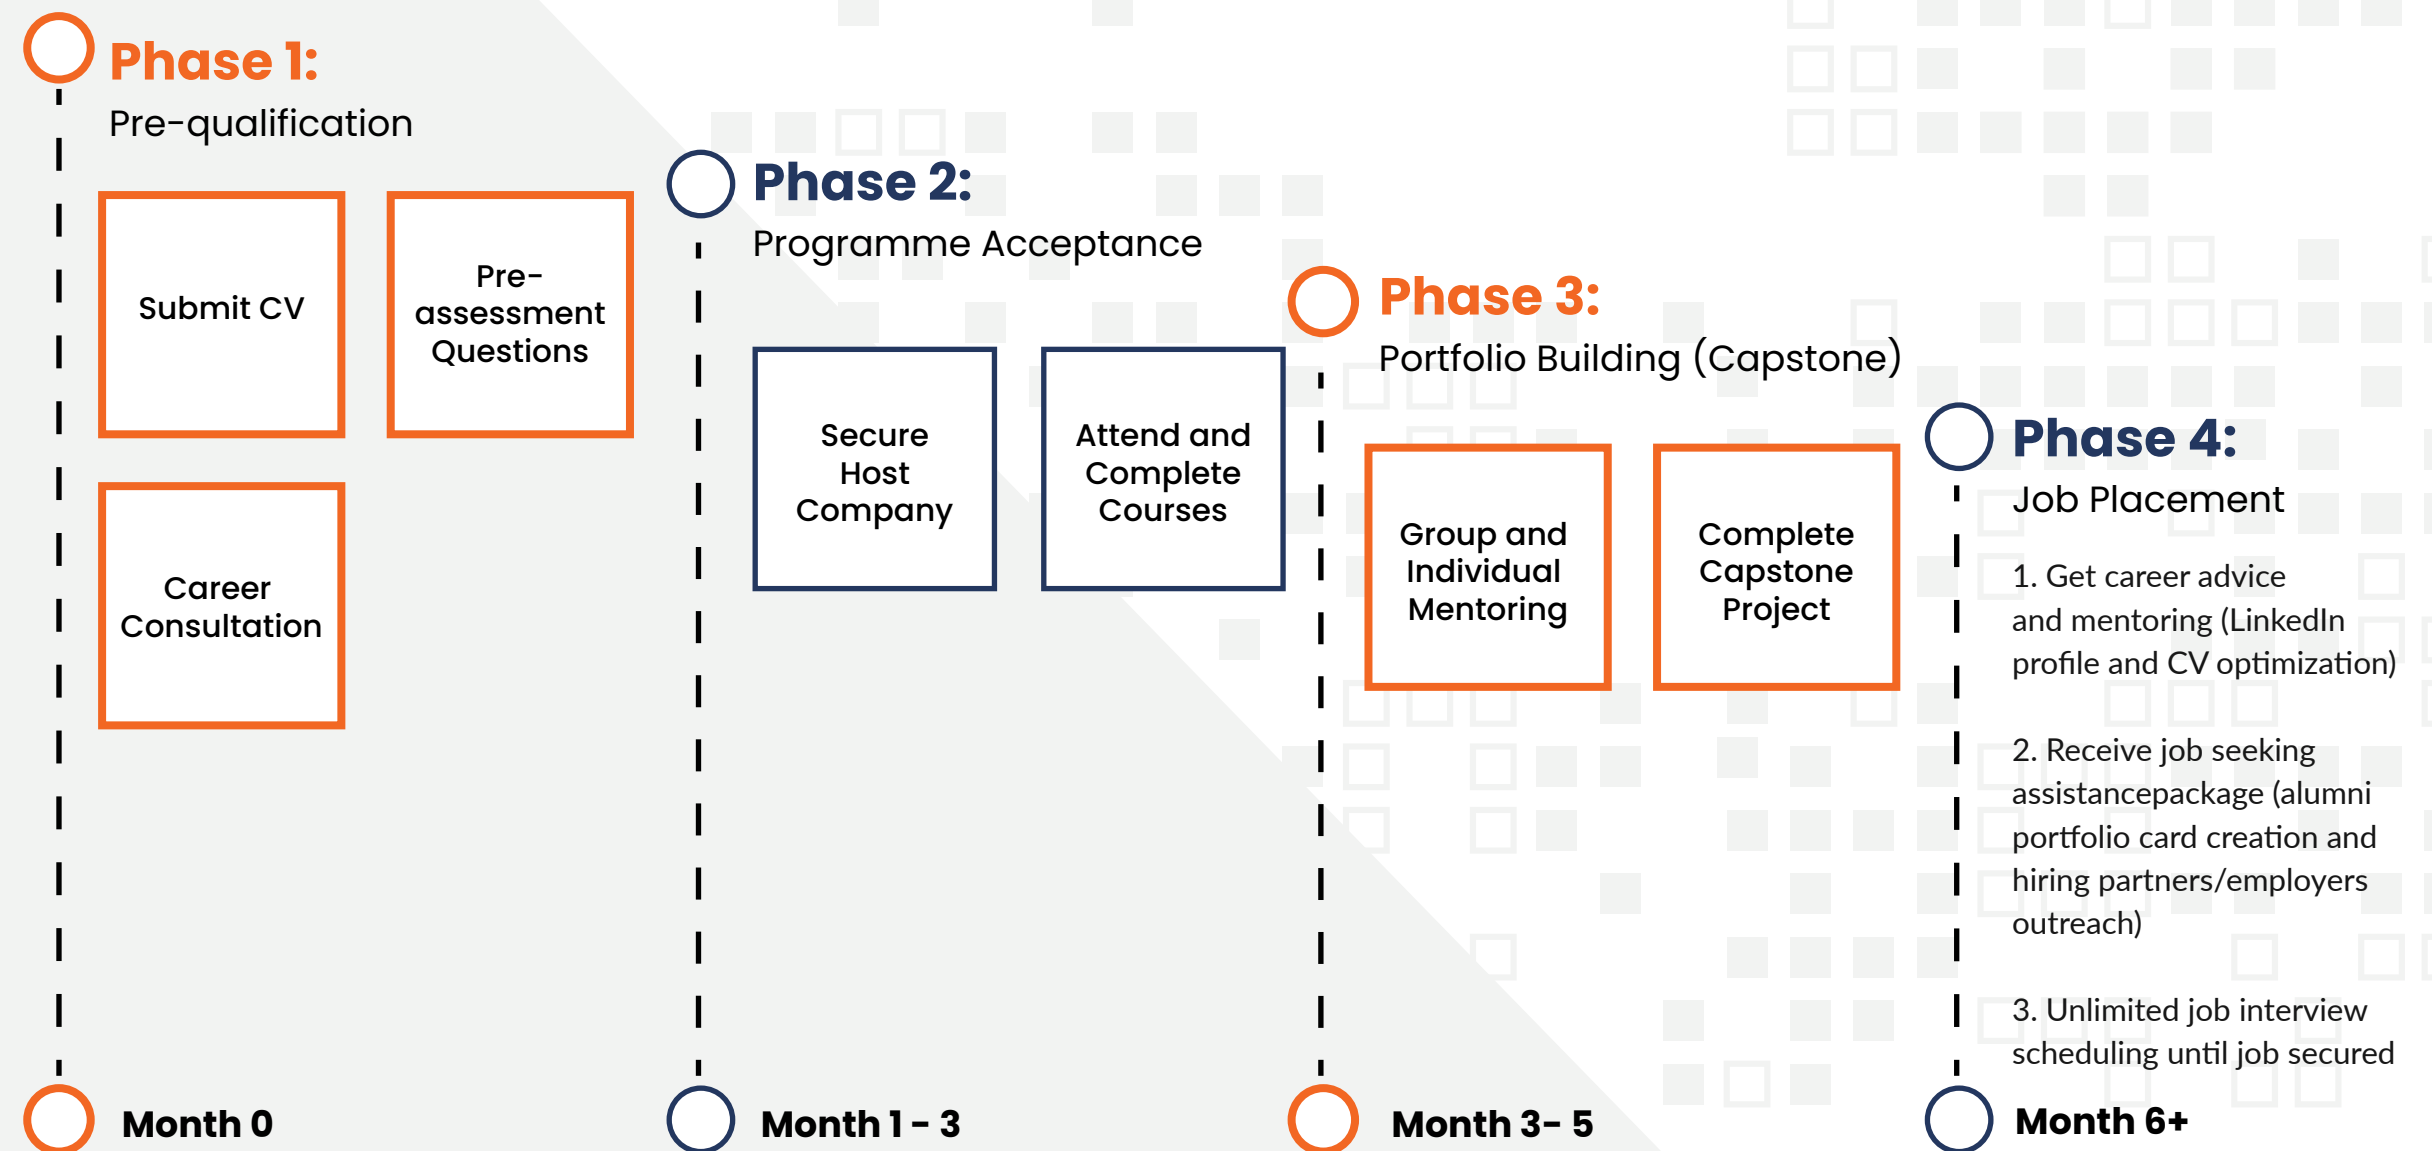 Phase 1:
Pre-qualification
Submit CV
Pre-
assessment
Questions
Career
Consultation
Month 0
Phase 2:
Programme Acceptance
Secure
Host
Company
Attend and
Complete
Courses
Month 1 - 3
Phase 3:
Portfolio Building (Capstone)
Group and
Individual
Mentoring
Complete
Capstone
Project
Month 3- 5
Phase 4:
Job Placement
1. Get career advice
and mentoring (LinkedIn
profile and CV optimization)
2. Receive job seeking
assistancepackage (alumni
portfolio card creation and
hiring partners/employers
outreach)
3. Unlimited job interview
scheduling until job secured
Month 6+